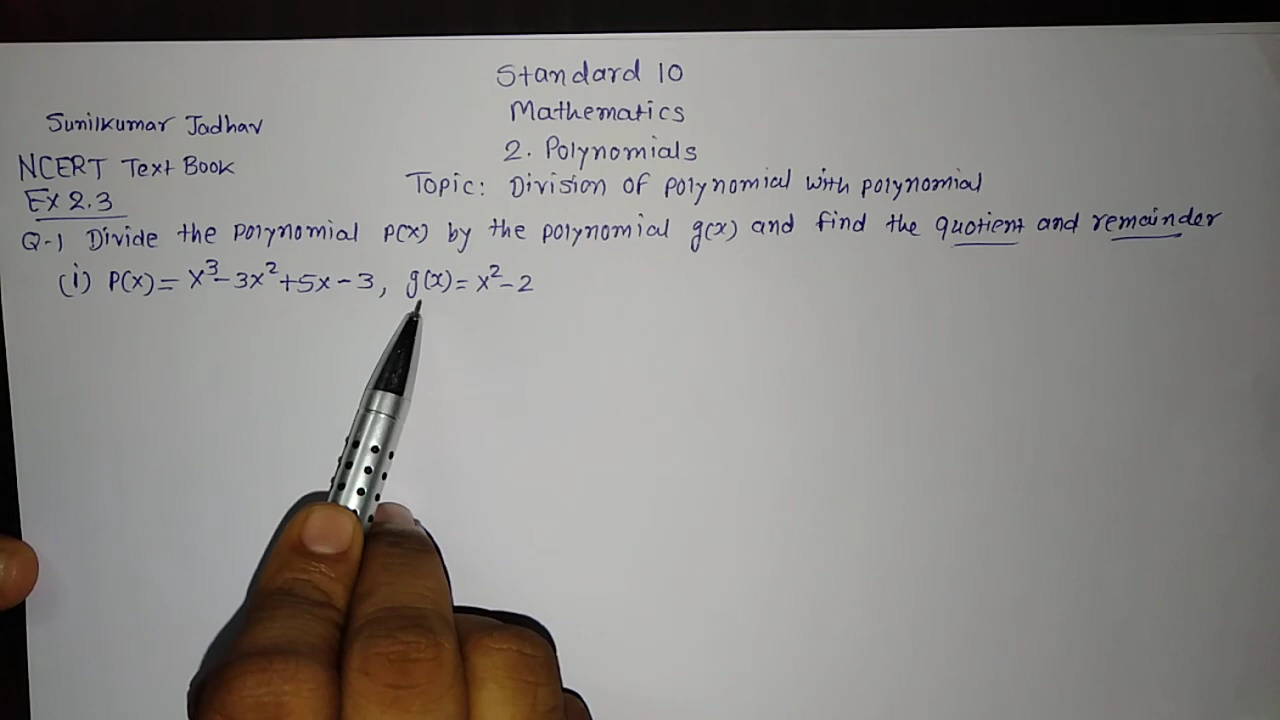 Standard 10
Mathematics
Sunilkumar Jadhav
2. Polynomials
NCERT Text Book
Topic: Division of polynomial with polynomial
Ex 2.3
Q-1 Divide the polynomial P(x) by the polynomial g(x) and find the quotient and remainder
(i) P(x) = x³ - 3x² + 5x - 3, g(x) = x² - 2